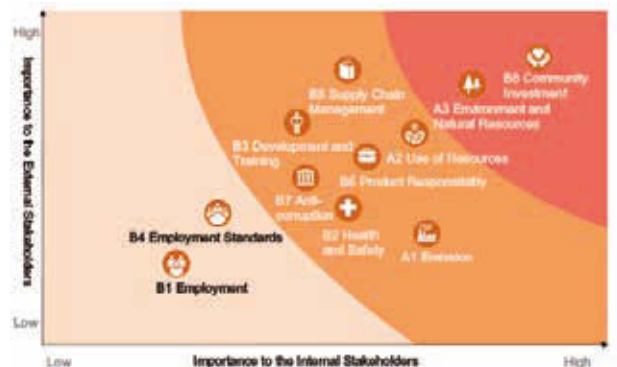 High
Importance to the External Stakeholders
Low
B8 Community
Investment
B5 Supply Chain
Management
A3 Environment and
Natural Resources
B3 Development and
Training
A2 Use of Resources
B6 Product Responsibility
B7 Anti-
corruption
B2 Health
and Safety
A1 Emission
B4 Employment Standards
B1 Employment
Low
Importance to the Internal Stakeholders
High